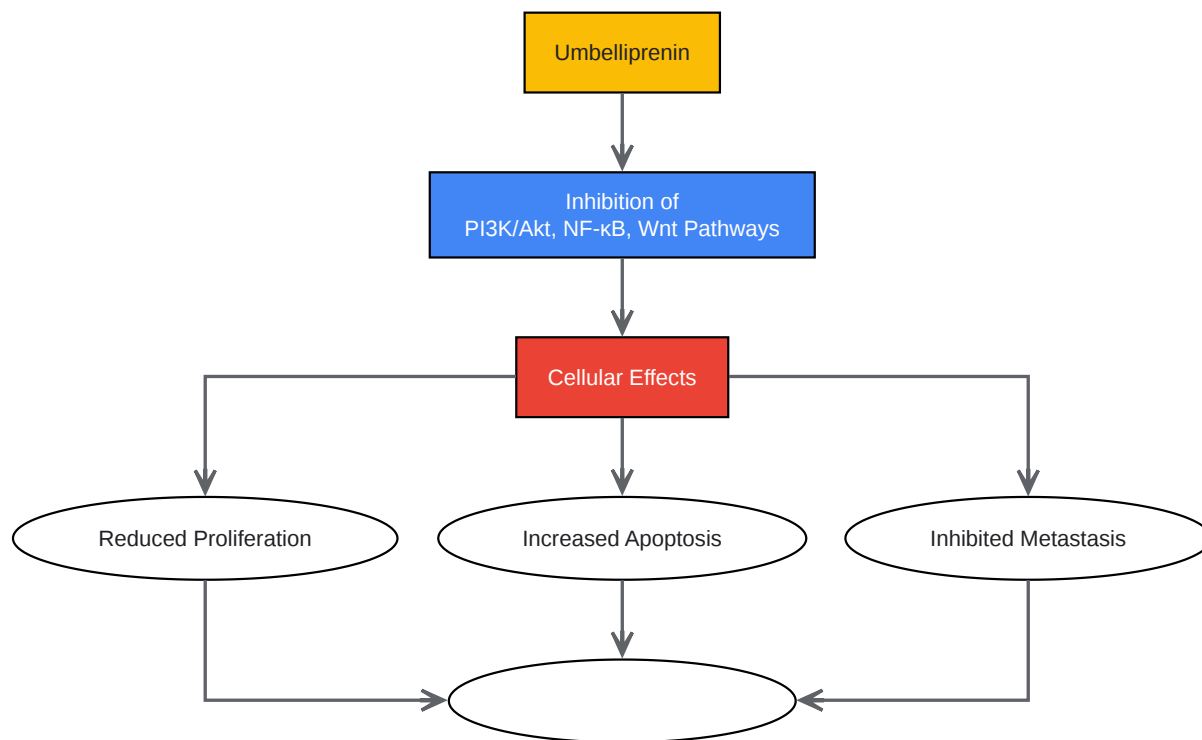 Umbelliprenin
Inhibition of
PI3K/Akt, NF-κB, Wnt Pathways
Cellular Effects
Reduced Proliferation
Increased Apoptosis
Inhibited Metastasis